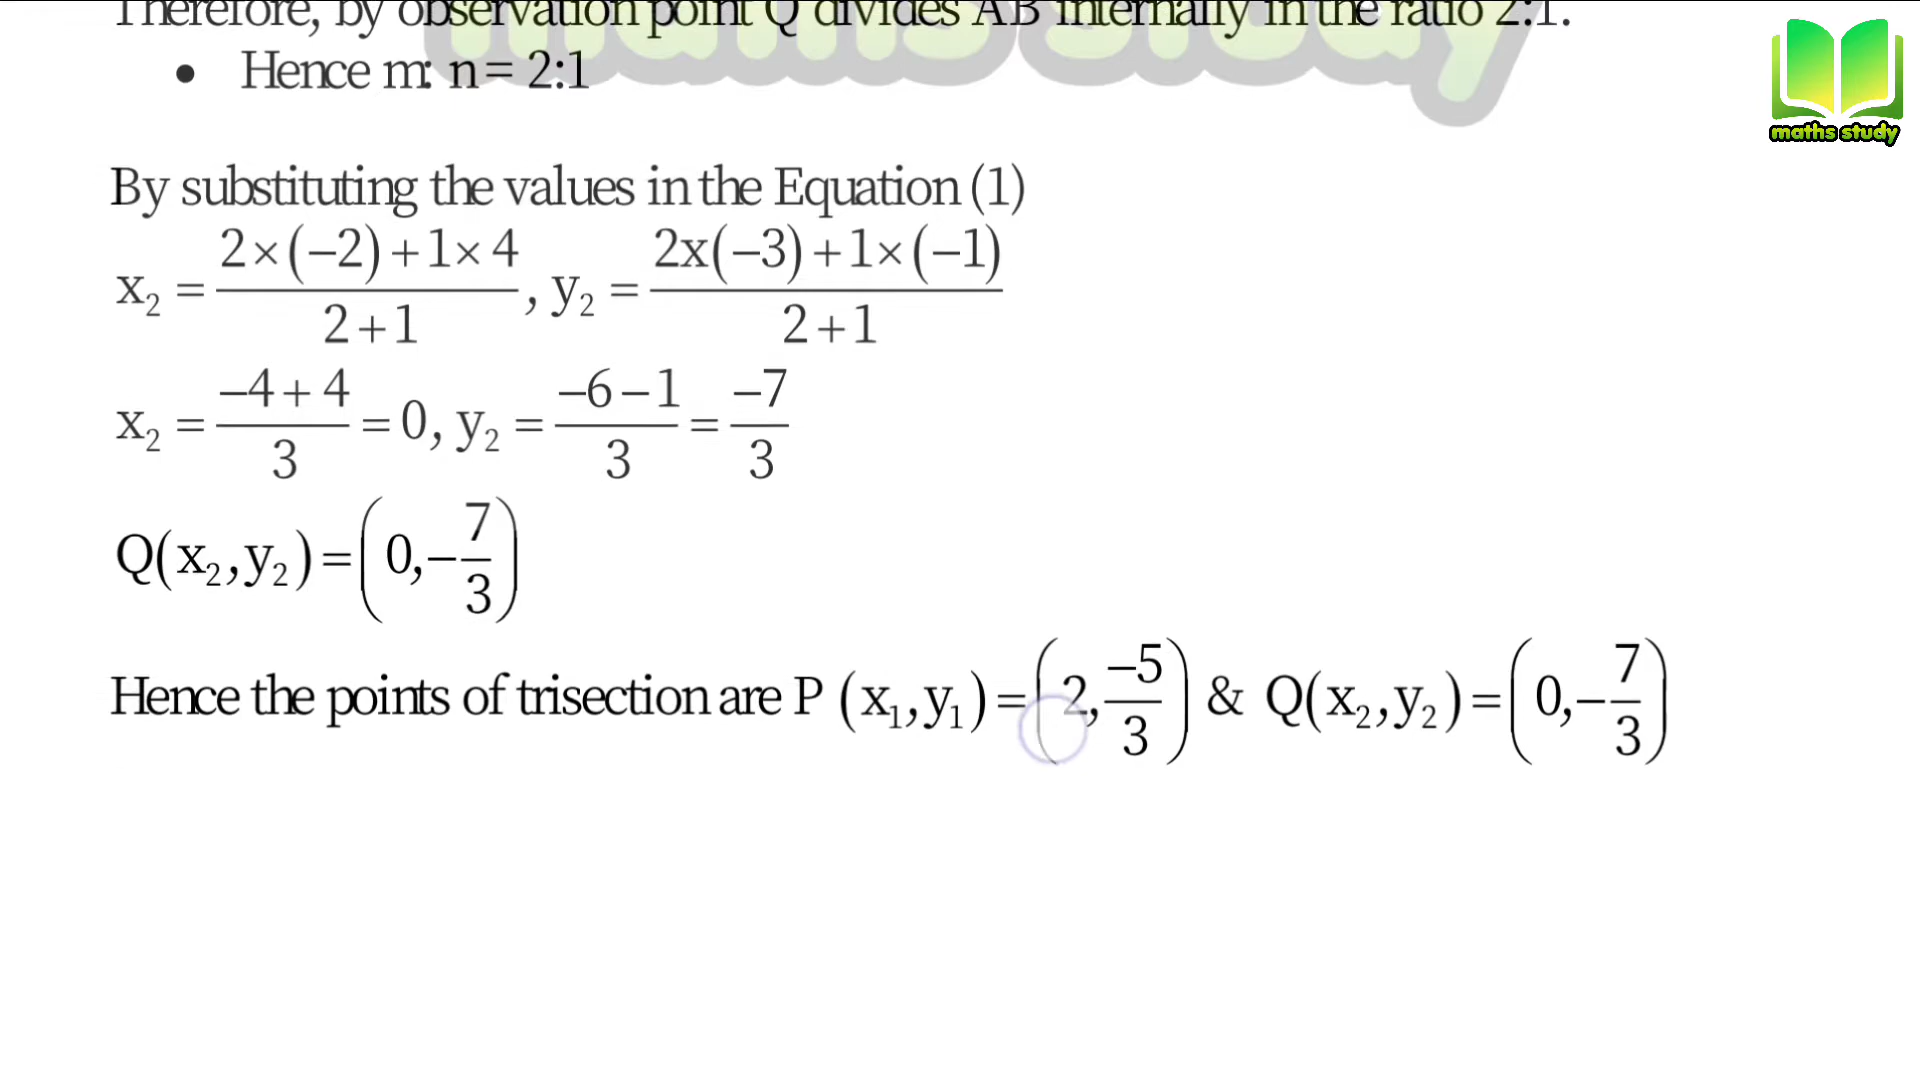 Therefore, by observation point Q divides AB internally in the ratio 2:1.
maths study
• Hence m: n = 2:1
maths study
By substituting the values in the Equation (1)
x₂ = (2×(−2)+1×4)/(2+1), y₂ = (2x(−3)+1×(−1))/(2+1)
x₂ = (−4+4)/3 = 0, y₂ = (−6−1)/3 = −7/3
Q(x₂,y₂)=(0,−7/3)
Hence the points of trisection are P (x₁,y₁)=(2,−5/3) & Q(x₂,y₂)=(0,−7/3)